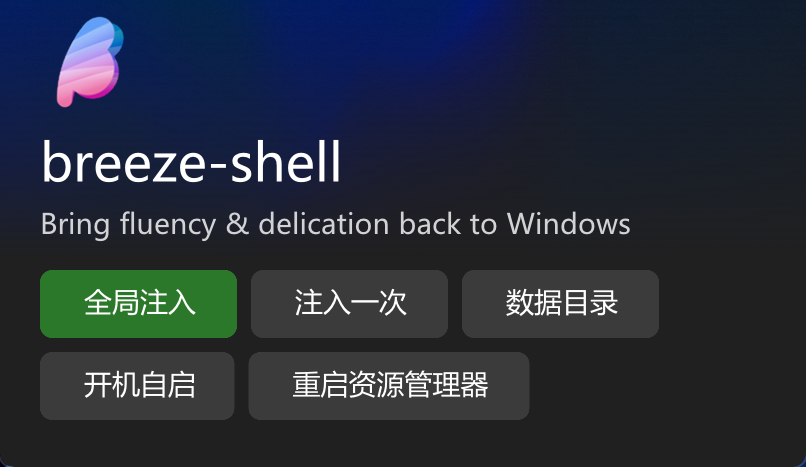 breeze-shell
Bring fluency & delication back to Windows
全局注入 注入一次 数据目录
开机自启 重启资源管理器